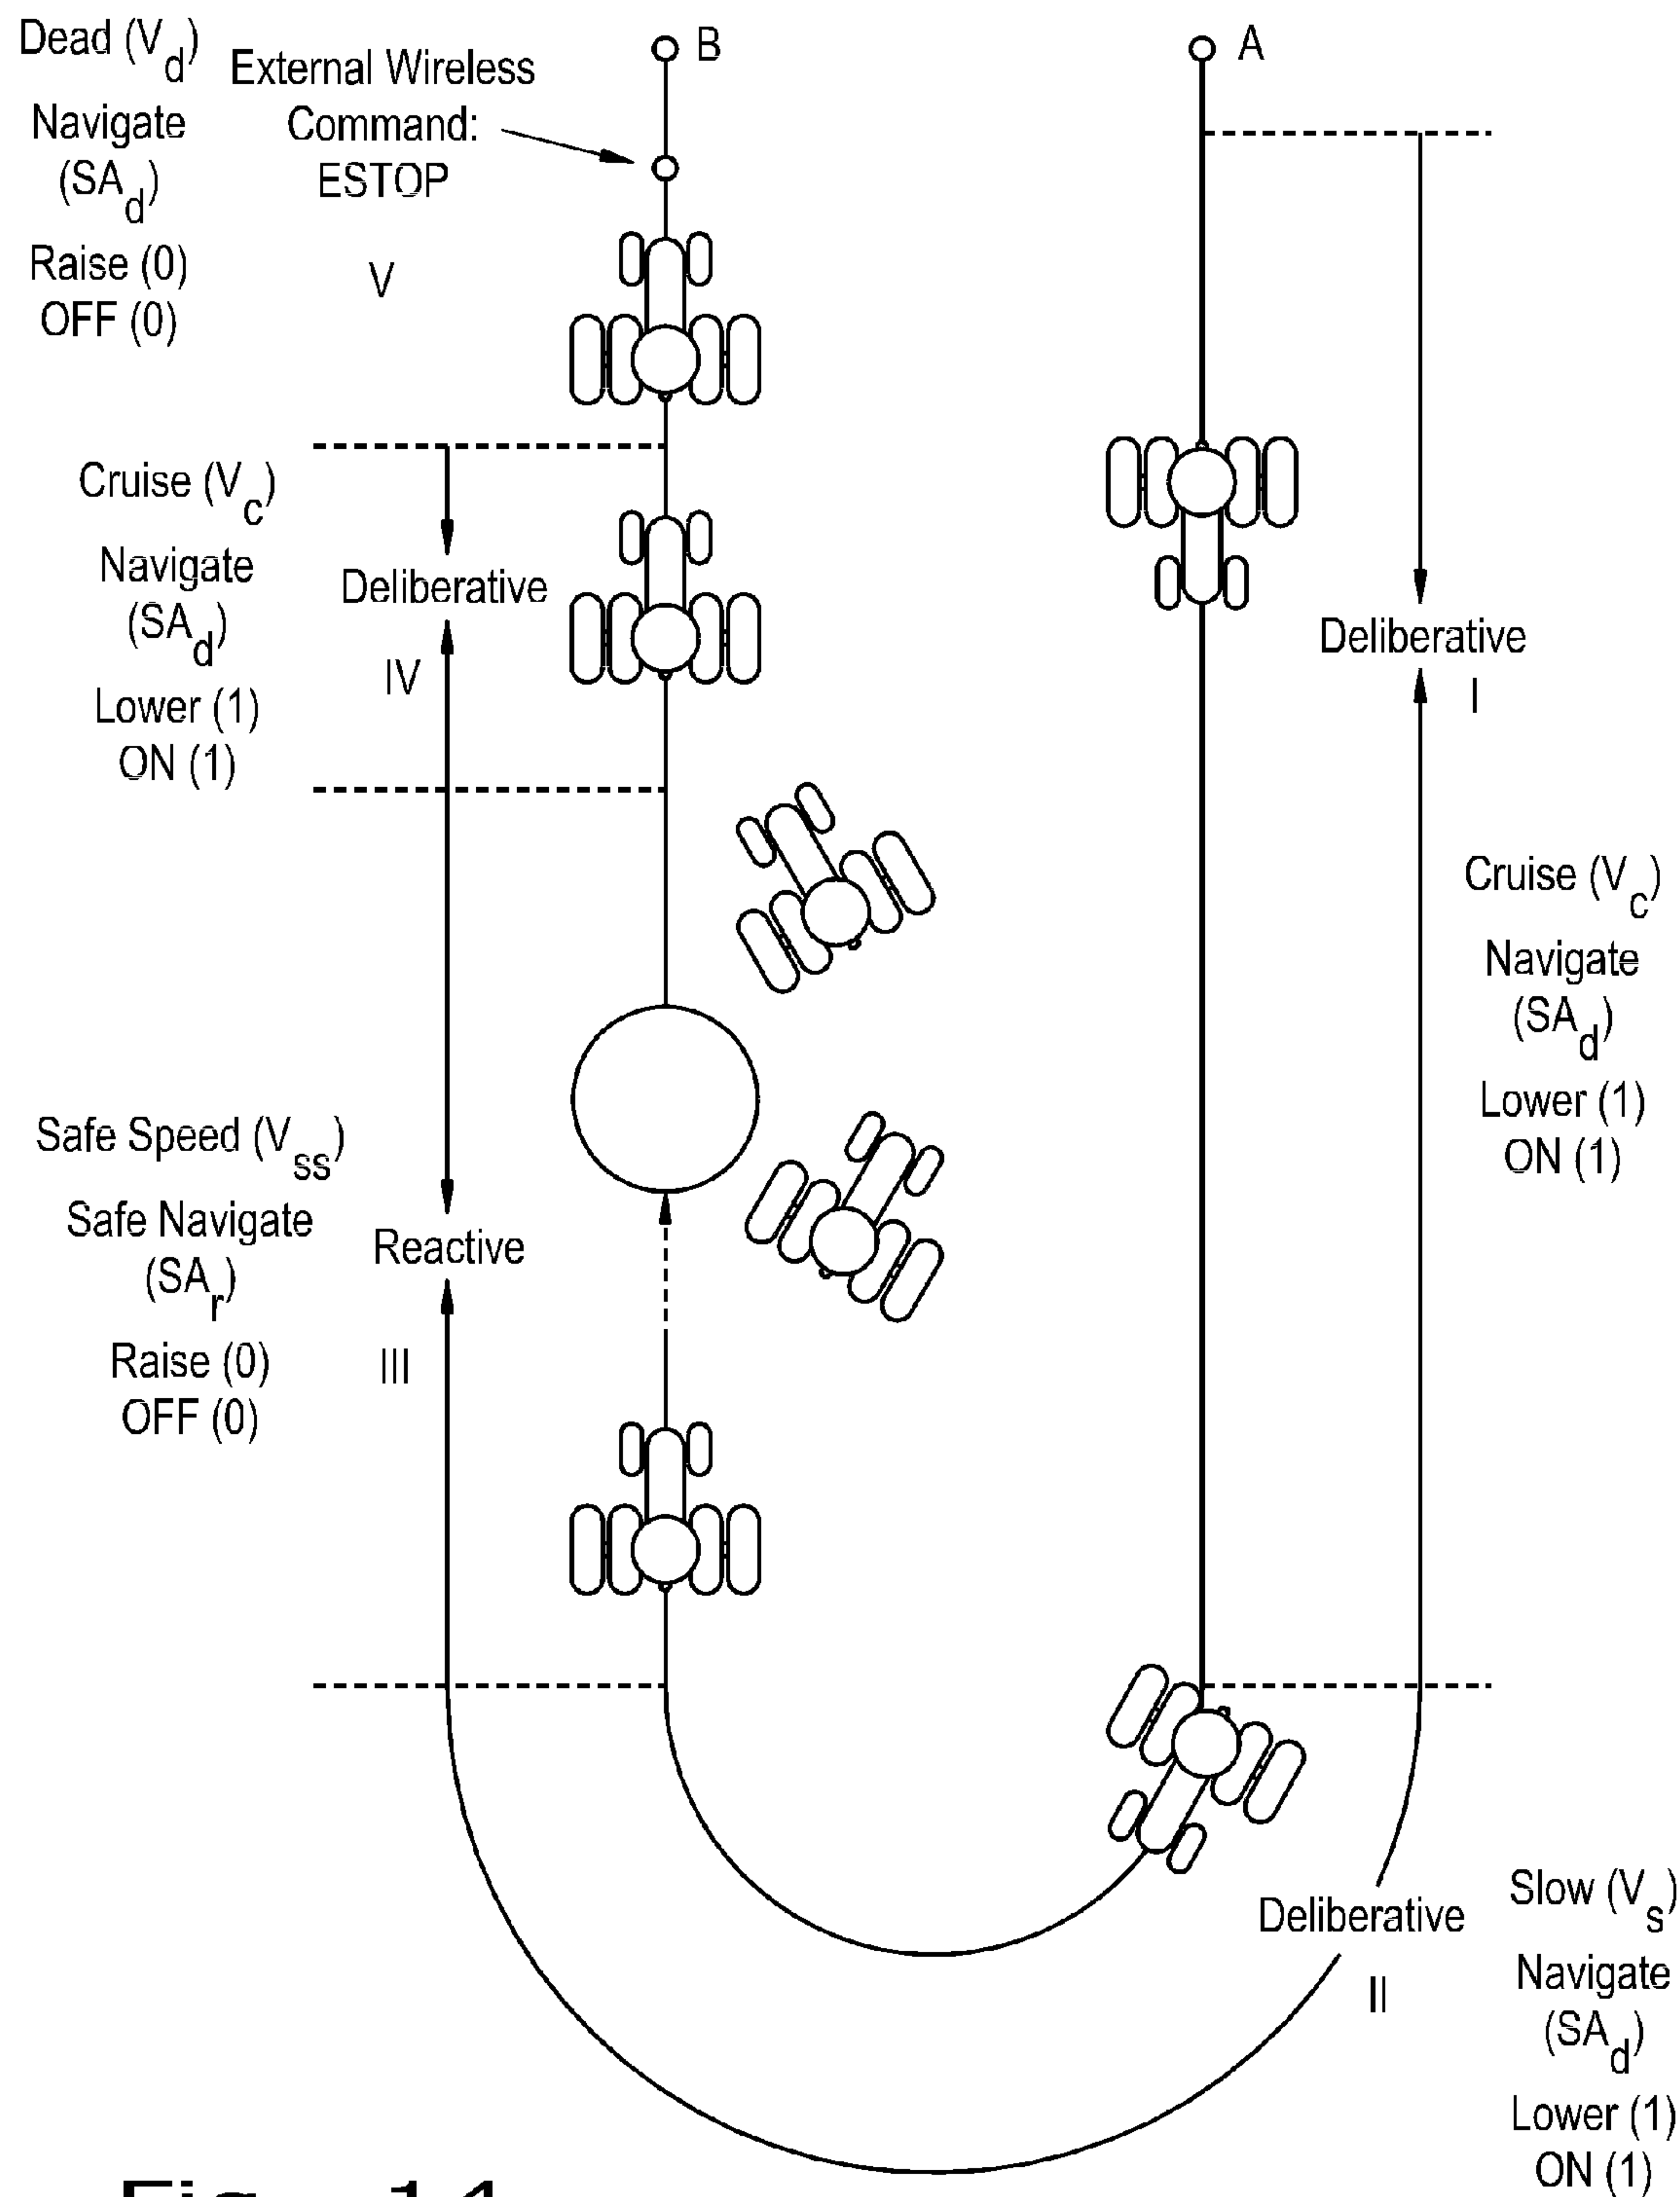 Dead (Vd)
Navigate
(SAd)
Raise (0)
OFF (0)
External Wireless
Command:
ESTOP
B
A
V
Cruise (Vc)
Navigate
(SAd)
Lower (1)
ON (1)
Deliberative
IV
Deliberative
I
Cruise (Vc)
Navigate
(SAd)
Lower (1)
ON (1)
Safe Speed (Vss)
Safe Navigate
(SAr)
Raise (0)
OFF (0)
Reactive
III
Deliberative
II
Slow (Vs)
Navigate
(SAd)
Lower (1)
ON (1)